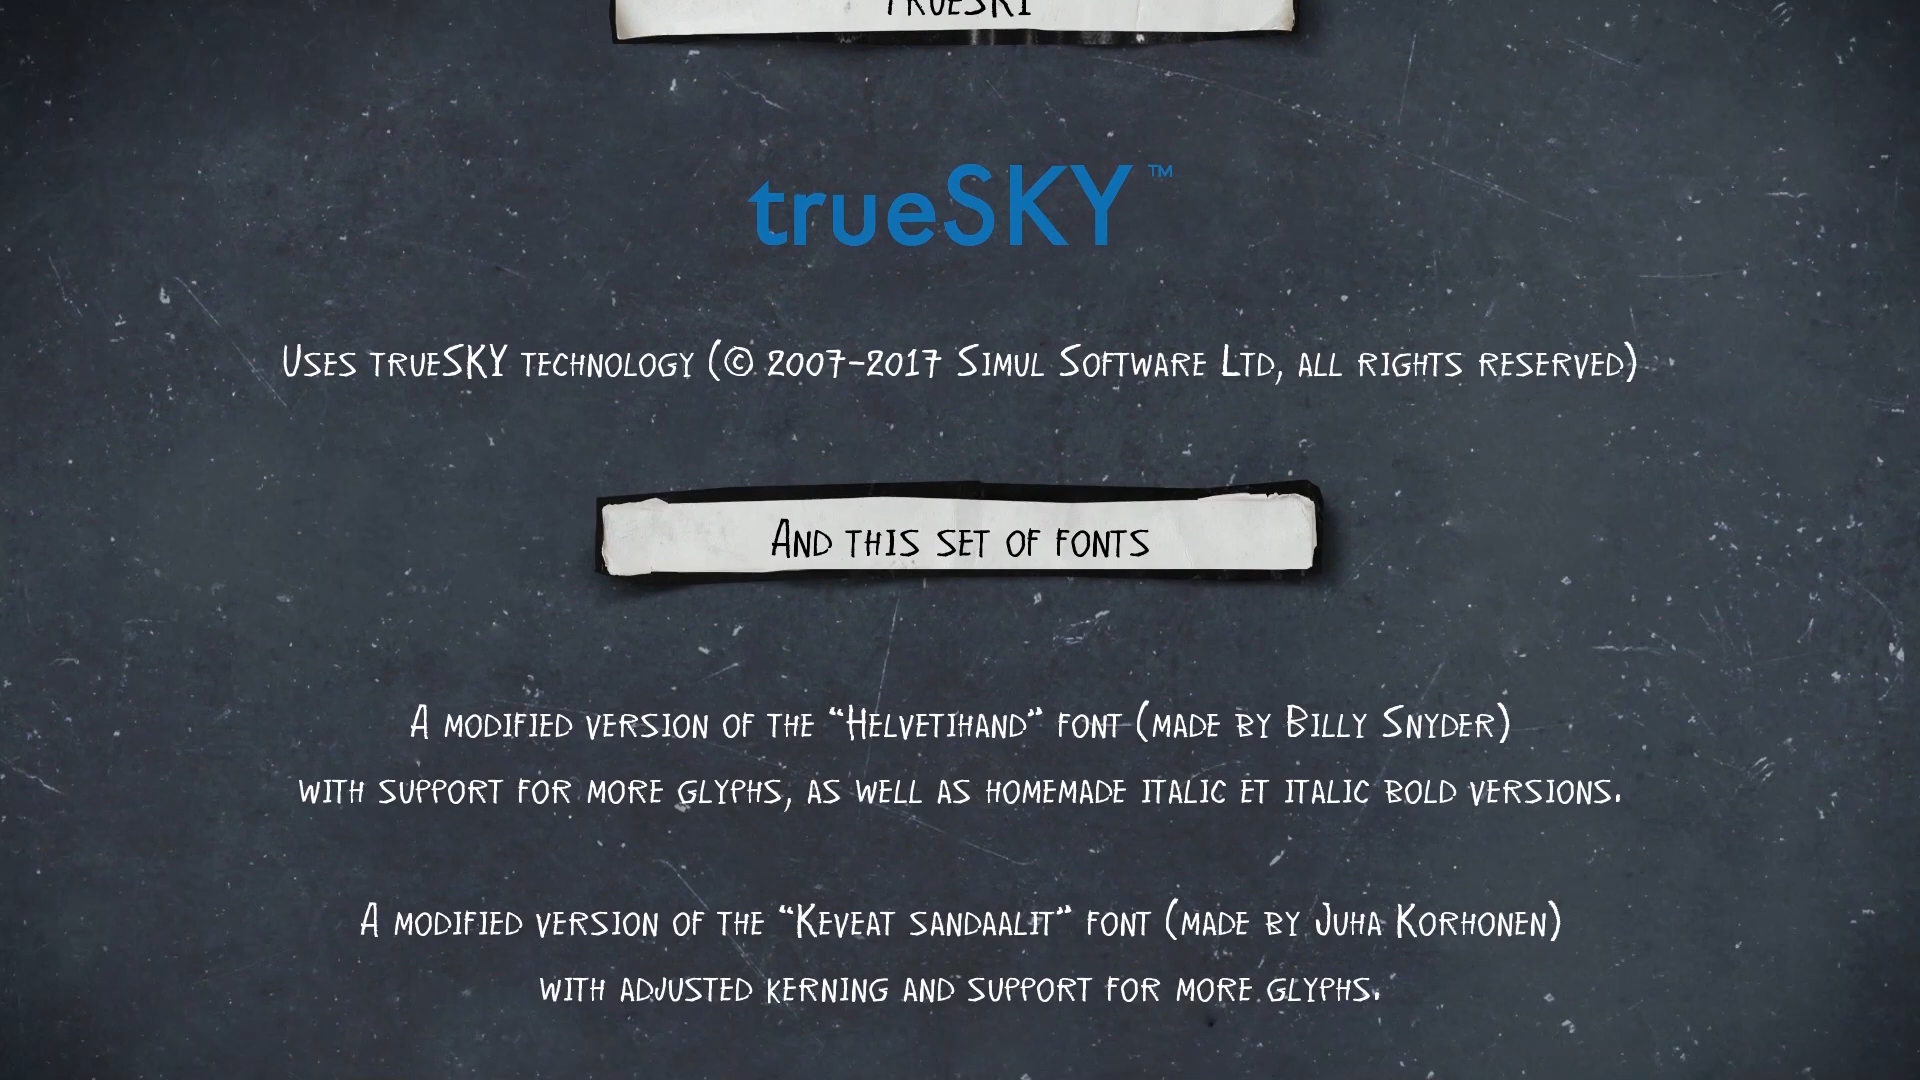 TRUESKY
trueSKY™
Uses trueSKY technology (© 2007-2017 Simul Software Ltd, all rights reserved)
And this set of fonts
A modified version of the “Helvetihand” font (made by Billy Snyder)
with support for more glyphs, as well as homemade italic et italic bold versions.
A modified version of the “Keveat sandaalit” font (made by Juha Korhonen)
with adjusted kerning and support for more glyphs.